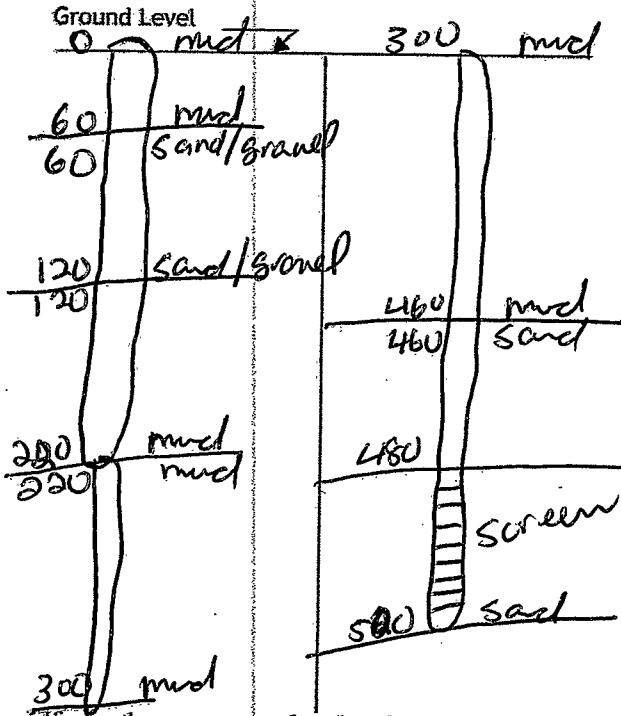 Ground Level
0 mud
60 mud
60 sand/gravel
120 sand/gravel
120
220 mud
220 mud
300 mud
300 mud
460 mud
460 sand
480
screen
sand